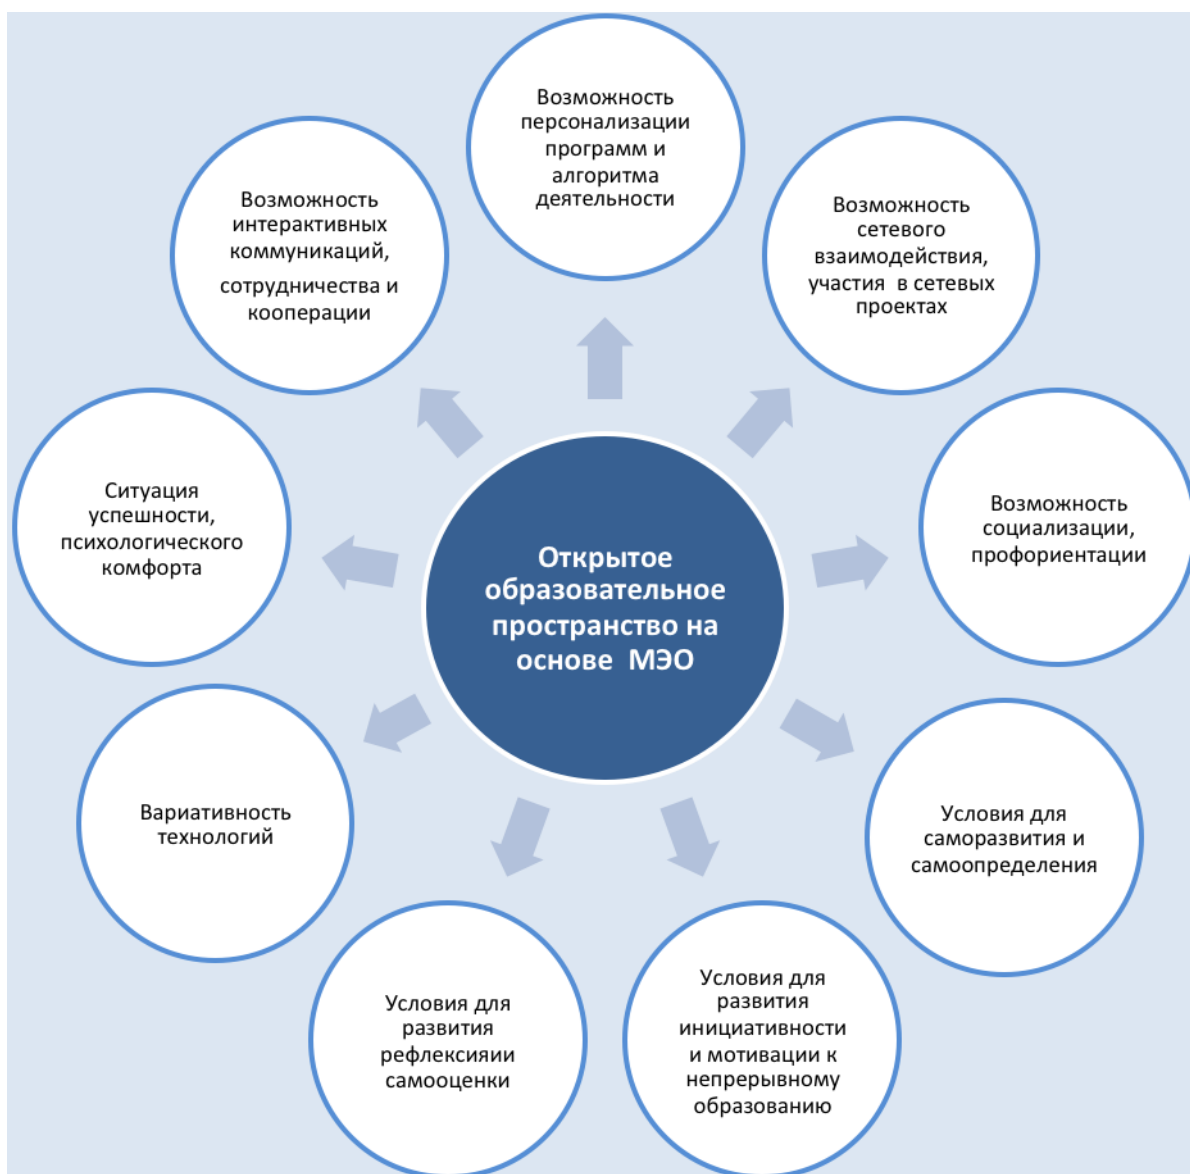 Возможность
персонализации
программ и
алгоритма
деятельности
Возможность
сетевого
взаимодействия,
участия в сетевых
проектах
Возможность
социализации,
профориентации
Условия для
саморазвития и
самоопределения
Условия для
развития
инициативности
и мотивации к
непрерывному
образованию
Условия для
развития
рефлексияии
самооценки
Вариативность
технологий
Ситуация
успешности,
психологического
комфорта
Возможность
интерактивных
коммуникаций,
сотрудничества и
кооперации
Открытое
образовательное
пространство на
основе МЭО